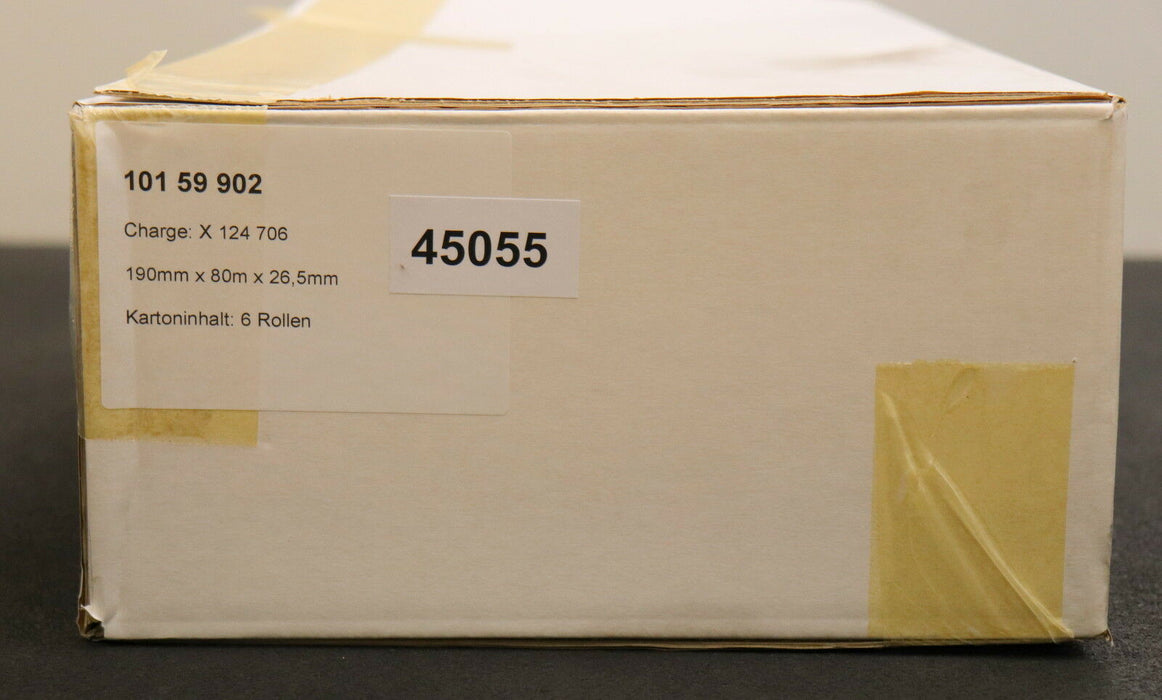 101 59 902
Charge: X 124 706
190mm x 80m x 26,5mm
Kartoninhalt: 6 Rollen
45055